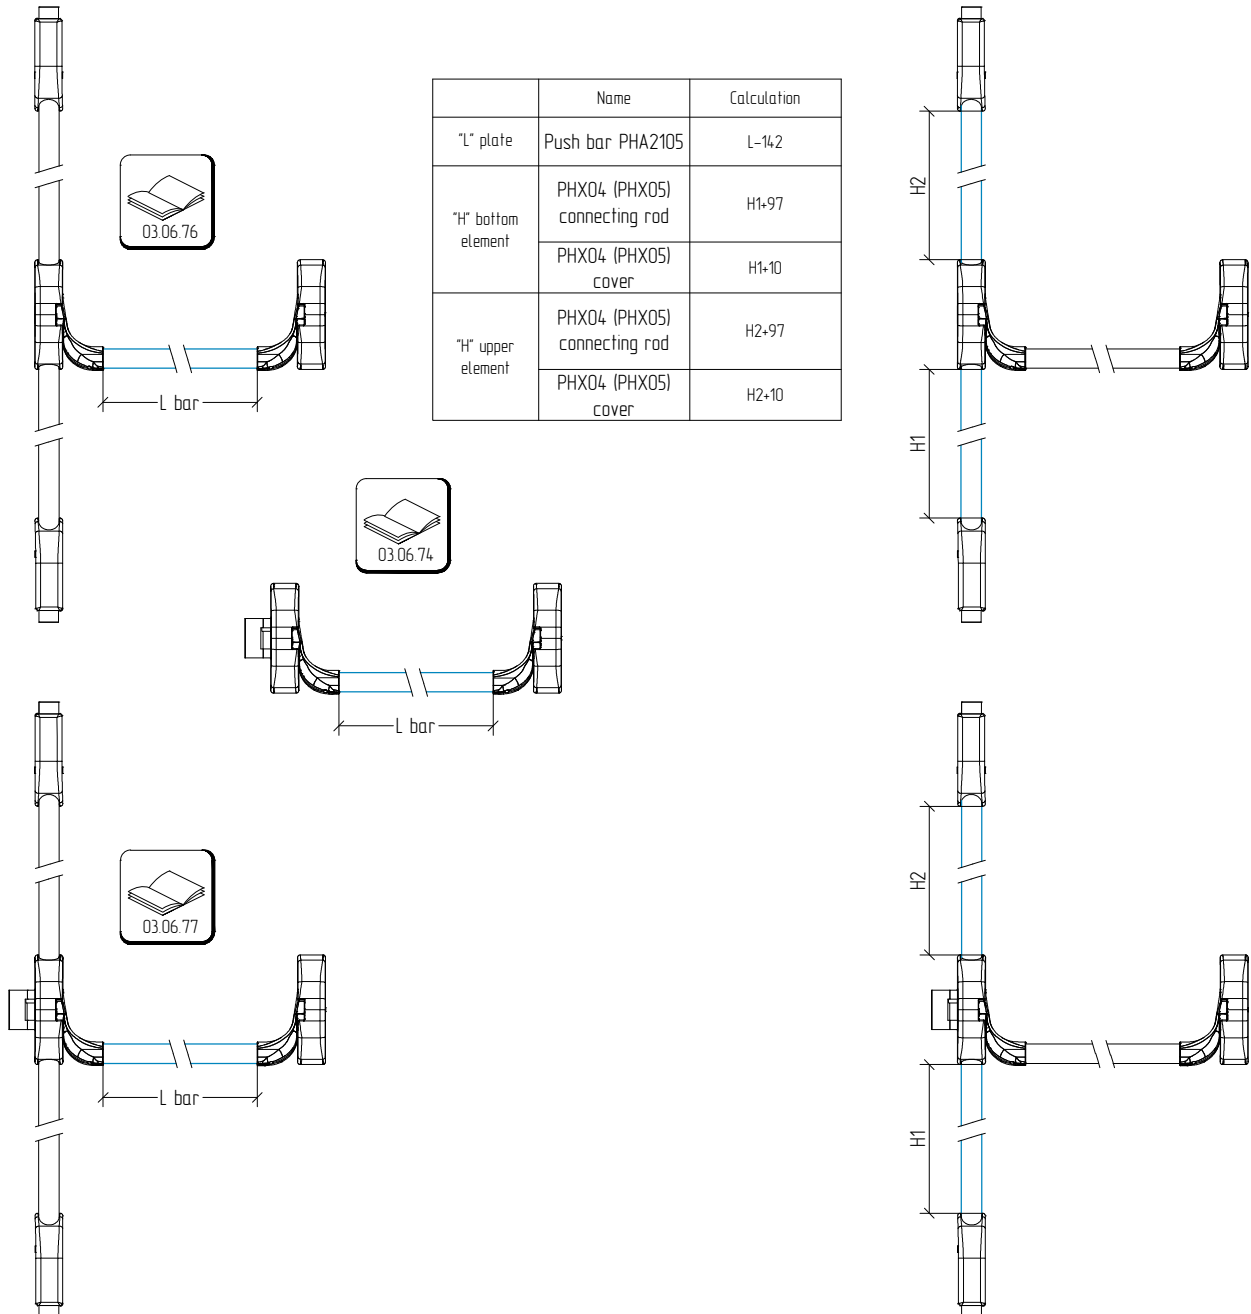 Name
Calculation
"L" plate
Push bar PHA2105
L-142
"H" bottom
element
PHX04 (PHX05)
connecting rod
H1+97
PHX04 (PHX05)
cover
H1+10
"H" upper
element
PHX04 (PHX05)
connecting rod
H2+97
PHX04 (PHX05)
cover
H2+10
03.06.76
L bar
H2
H1
03.06.74
L bar
03.06.77
L bar
H2
H1